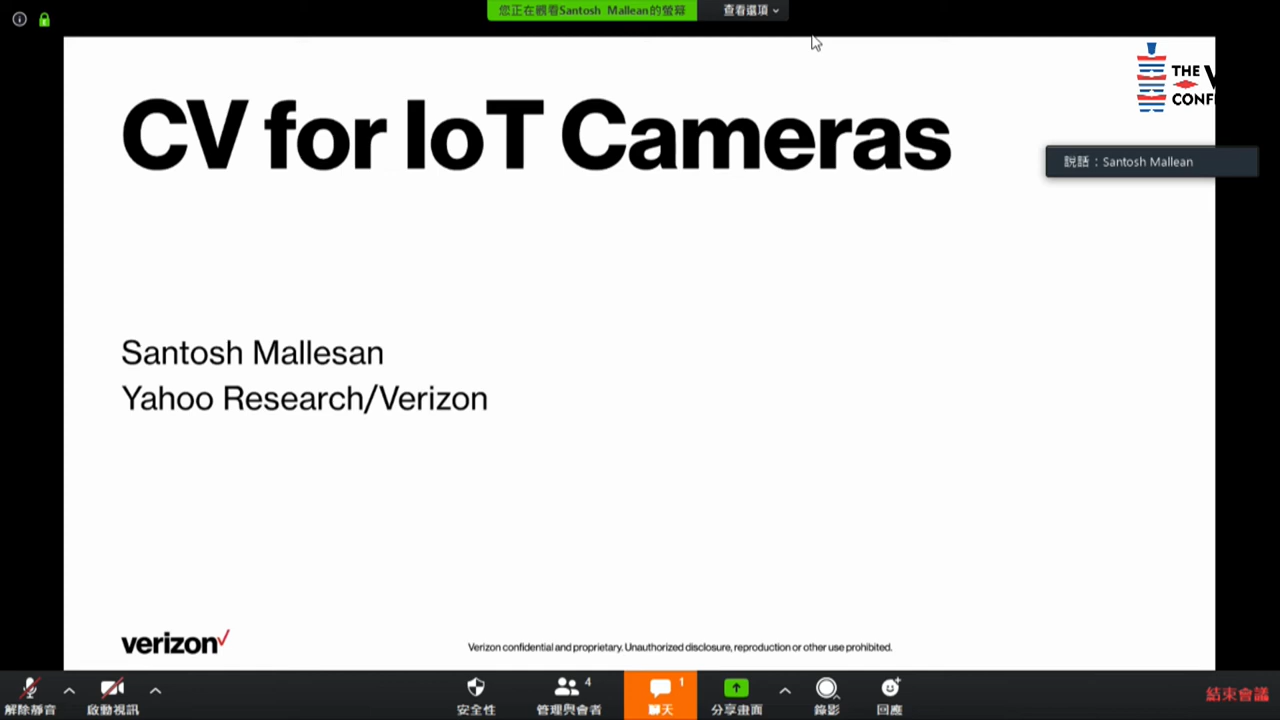 您正在觀看Santosh Mallean的螢幕
查看選項
THE
CONF
CV for IoT Cameras
說話：Santosh Mallean
Santosh Mallesan
Yahoo Research/Verizon
verizon
Verizon confidential and proprietary. Unauthorized disclosure, reproduction or other use prohibited.
4
1
解除靜音
啟動視訊
安全性
管理與會者
聊天
分享畫面
錄影
回應
結束會議